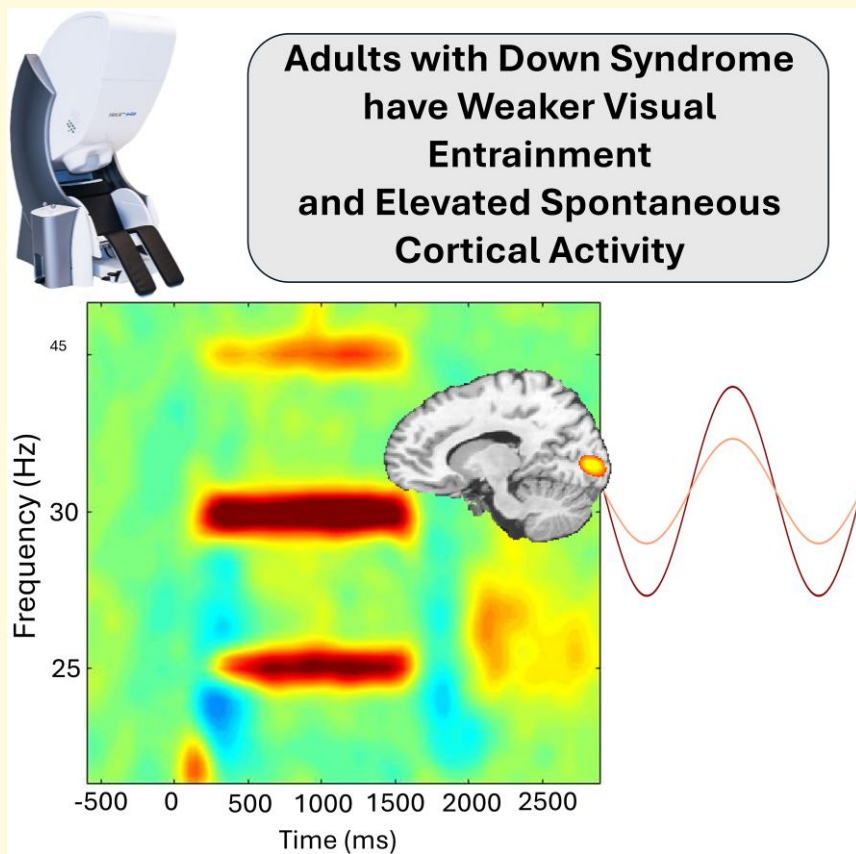 Adults with Down Syndrome
have Weaker Visual
Entrainment
and Elevated Spontaneous
Cortical Activity
45
30
25
Frequency (Hz)
-500 0 500 1000 1500 2000 2500
Time (ms)